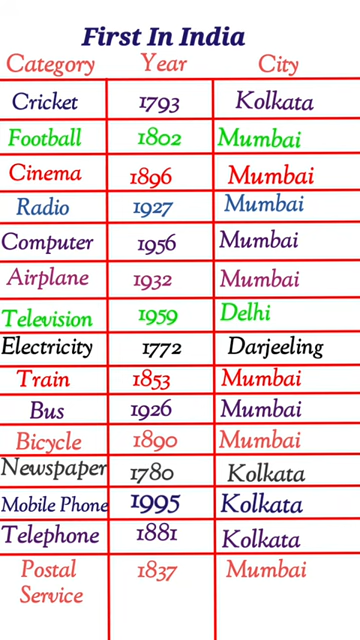 First In India
Category Year City
Cricket 1793 Kolkata
Football 1802 Mumbai
Cinema 1896 Mumbai
Radio 1927 Mumbai
Computer 1956 Mumbai
Airplane 1932 Mumbai
Television 1959 Delhi
Electricity 1772 Darjeeling
Train 1853 Mumbai
Bus 1926 Mumbai
Bicycle 1890 Mumbai
Newspaper 1780 Kolkata
Mobile Phone 1995 Kolkata
Telephone 1881 Kolkata
Postal 1837 Mumbai
Service